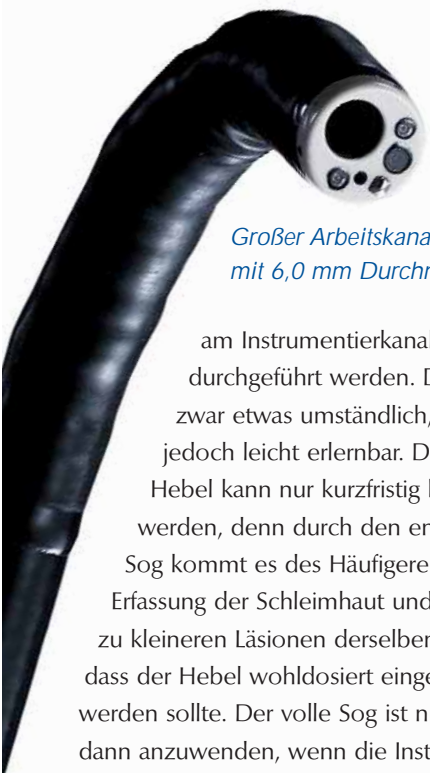 Großer Arbeitskana
mit 6,0 mm
am Instrumentierkanal
durchgeführt werden. D
zwar etwas umständlich,
jedoch leicht erlernbar. D
Hebel kann nur kurzfristig
werden, denn durch den
Sog kommt es des Häufigere
Erfassung der Schleimhaut und
zu kleineren Läsionen derselben
dass der Hebel wohldosiert einge
werden sollte. Der volle Sog ist n
dann anzuwenden, wenn die Inst